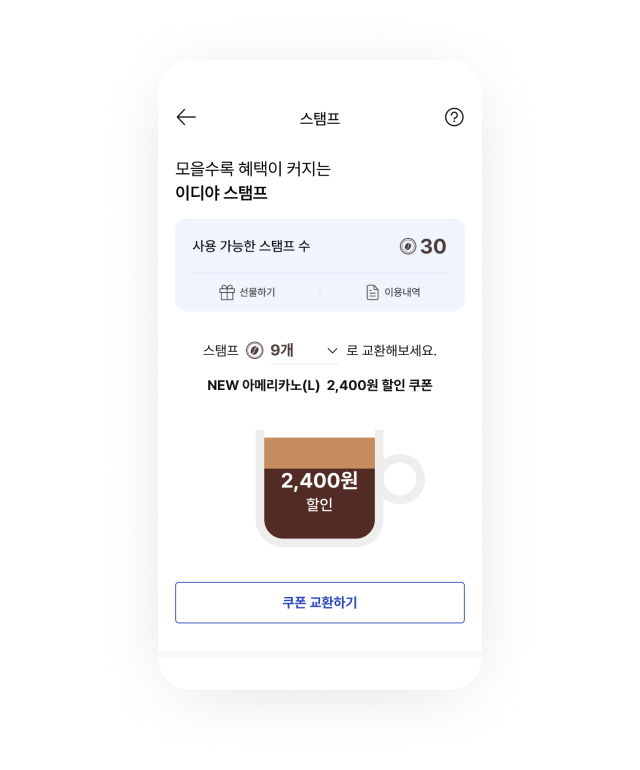 스탬프
모을수록 혜택이 커지는
이디야 스탬프
사용 가능한 스탬프 수 30
선물하기 이용내역
스탬프 9개 로 교환해보세요.
NEW 아메리카노(L) 2,400원 할인 쿠폰
2,400원
할인
쿠폰 교환하기